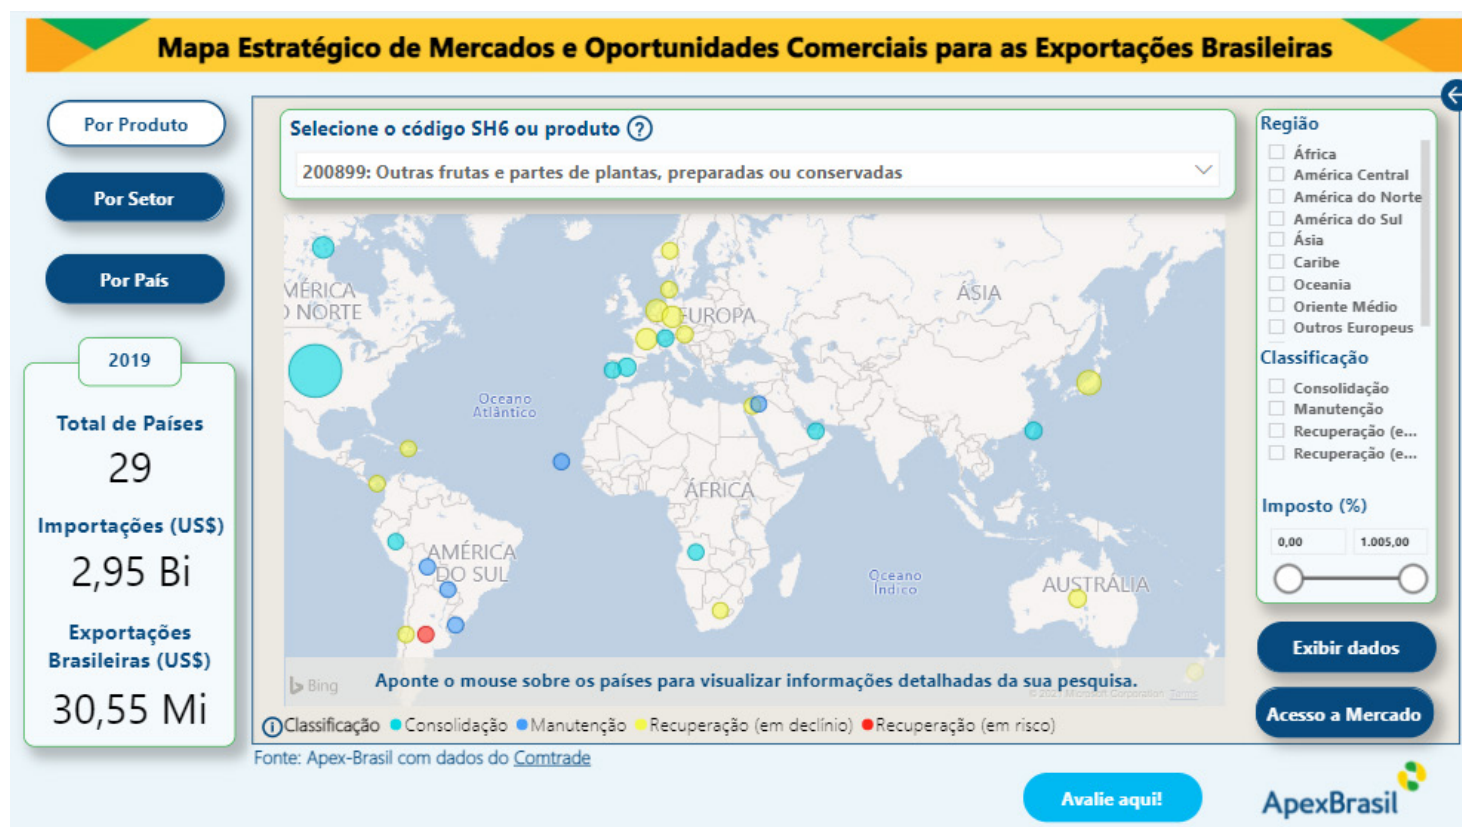 Mapa Estratégico de Mercados e Oportunidades Comerciais para as Exportações Brasileiras
Por Produto
Por Setor
Por País
2019
Total de Países
29
Importações (US$)
2,95 Bi
Exportações
Brasileiras (US$)
30,55 Mi
Selecione o código SH6 ou produto ?
200899: Outras frutas e partes de plantas, preparadas ou conservadas
MÉRICA
O NORTE
EUROPA
ÁSIA
Oceano
Atlântico
ÁFRICA
AMÉRICA
DO SUL
Oceano
Índico
AUSTRÁLIA
Bing
Aponte o mouse sobre os países para visualizar informações detalhadas da sua pesquisa.
© 2021 Microsoft Corporation Terms
Classificação Consolidação Manutenção Recuperação (em declínio) Recuperação (em risco)
Fonte: Apex-Brasil com dados do Comtrade
Região
África
América Central
América do Norte
América do Sul
Ásia
Caribe
Oceania
Oriente Médio
Outros Europeus
Classificação
Consolidação
Manutenção
Recuperação (e...
Recuperação (e...
Imposto (%)
0,00 1.005,00
Exibir dados
Acesso a Mercado
Avalie aqui!
ApexBrasil